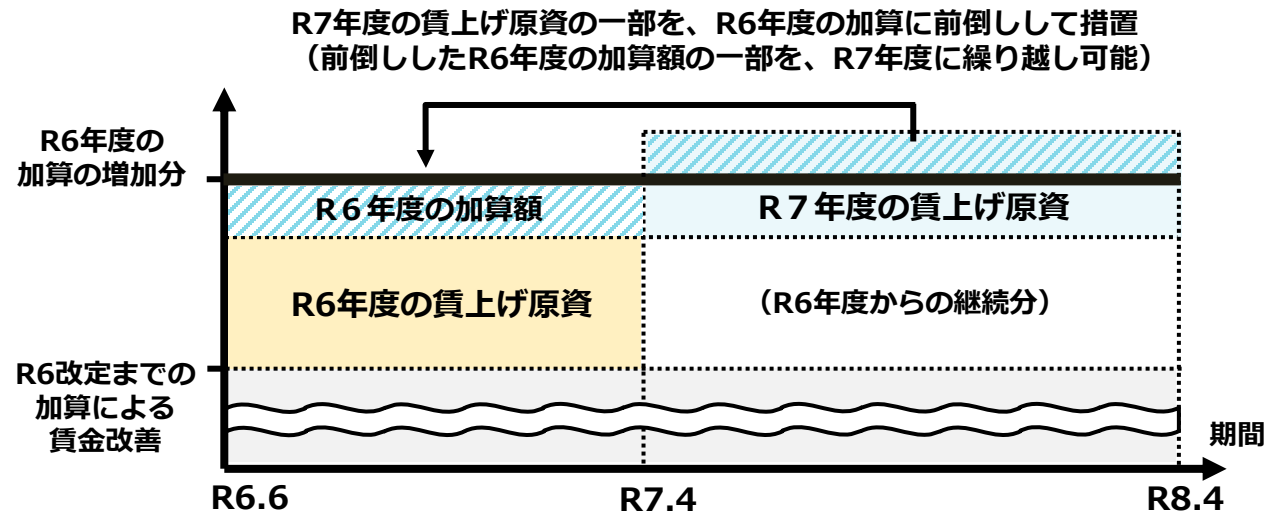 R7年度の賃上げ原資の一部を、R6年度の加算に前倒しして措置
（前倒ししたR6年度の加算額の一部を、R7年度に繰り越し可能）
R6年度の
加算の増加分
R６年度の加算額
R７年度の賃上げ原資
R6年度の賃上げ原資
（R6年度からの継続分）
R6改定までの
加算による
賃金改善
期間
R6.6
R7.4
R8.4